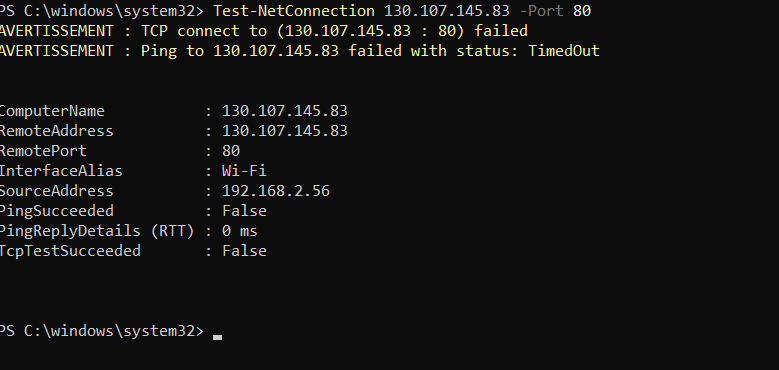 PS C:\windows\system32> Test-NetConnection 130.107.145.83 -Port 80
AVERTISSEMENT : TCP connect to (130.107.145.83 : 80) failed
AVERTISSEMENT : Ping to 130.107.145.83 failed with status: TimedOut
ComputerName : 130.107.145.83
RemoteAddress : 130.107.145.83
RemotePort : 80
InterfaceAlias : Wi-Fi
SourceAddress : 192.168.2.56
PingSucceeded : False
PingReplyDetails (RTT) : 0 ms
TcpTestSucceeded : False
PS C:\windows\system32>